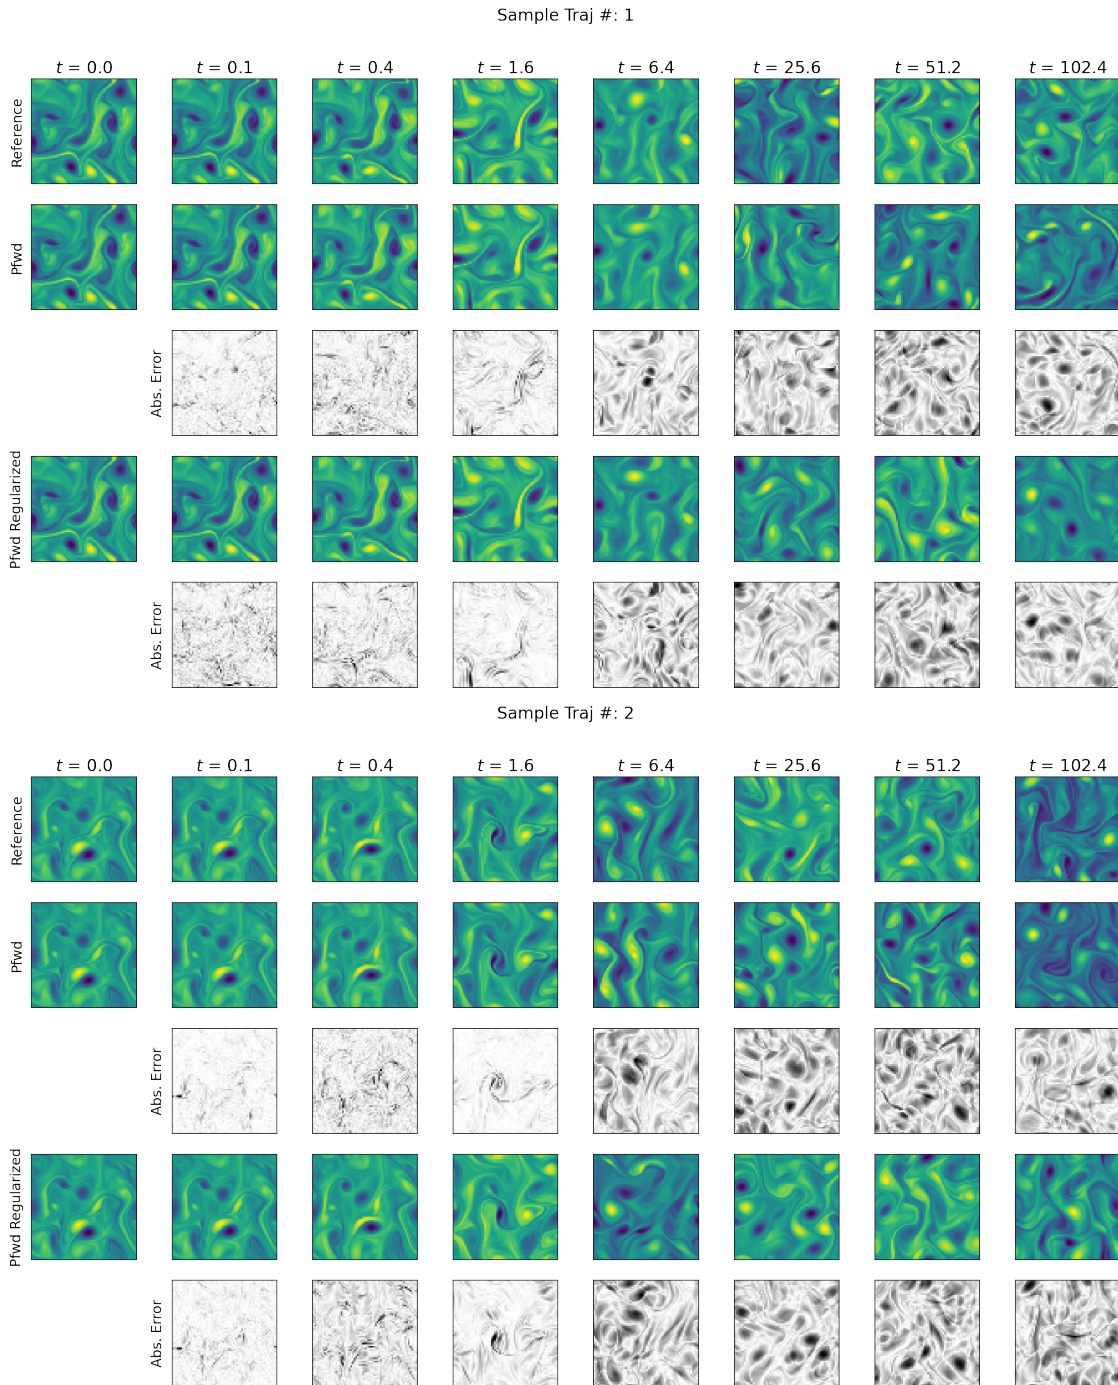 Sample Traj #: 1
t = 0.0 t = 0.1 t = 0.4 t = 1.6 t = 6.4 t = 25.6 t = 51.2 t = 102.4
Reference
Pfwd
Abs. Error
Pfwd Regularized
Abs. Error
Sample Traj #: 2
t = 0.0 t = 0.1 t = 0.4 t = 1.6 t = 6.4 t = 25.6 t = 51.2 t = 102.4
Reference
Pfwd
Abs. Error
Pfwd Regularized
Abs. Error